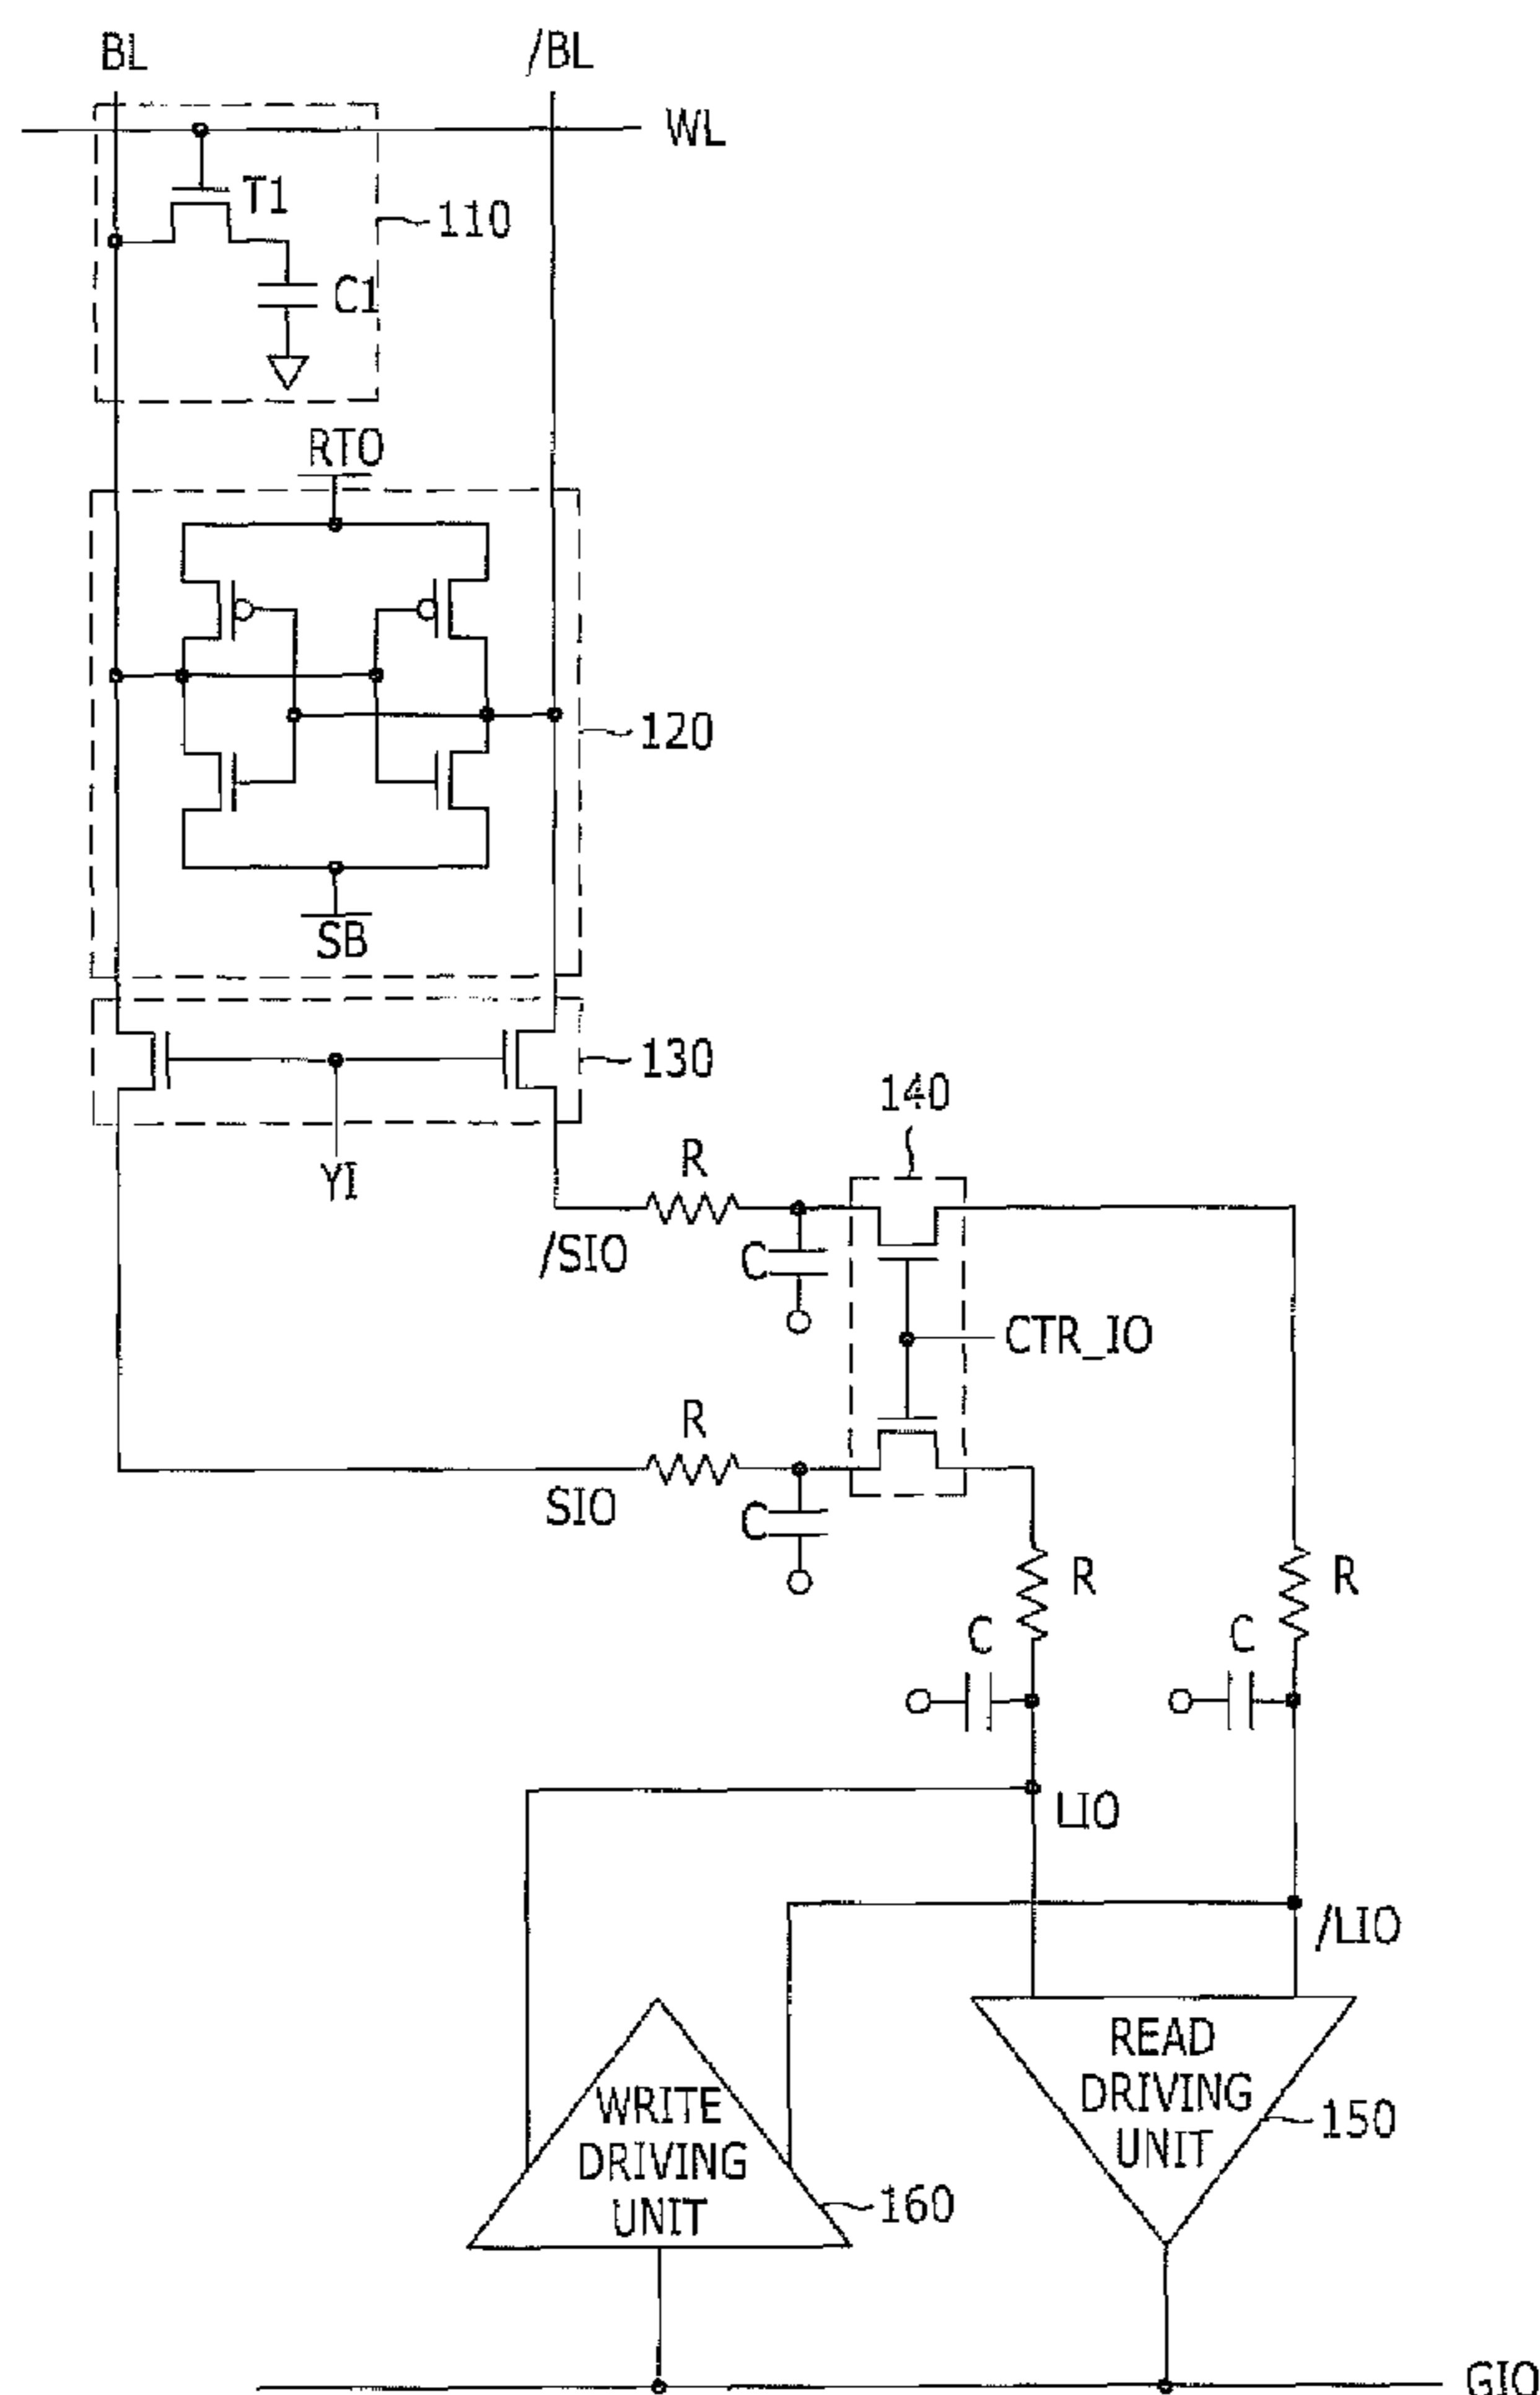 BL
/BL
WL
T1
110
C1
RTO
120
SB
130
140
YI
R
/SIO
C
CTR_IO
R
SIO
C
R
R
C
C
LIO
/LIO
READ
DRIVING
UNIT
150
WRITE
DRIVING
UNIT
160
GIO